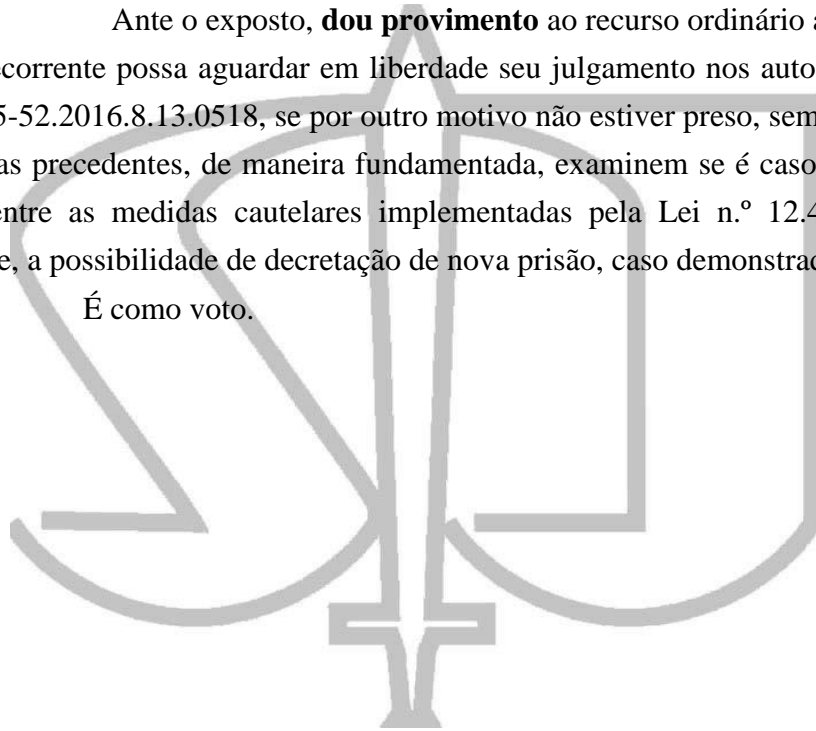 Ante o exposto, dou provimento ao recurso ordinário a
ecorrente possa aguardar em liberdade seu julgamento nos auto
5-52.2016.8.13.0518, se por outro motivo não estiver preso, sem
as precedentes, de maneira fundamentada, examinem se é caso
entre as medidas cautelares implementadas pela Lei n.º 12.4
e, a possibilidade de decretação de nova prisão, caso demonstrad
É como voto.